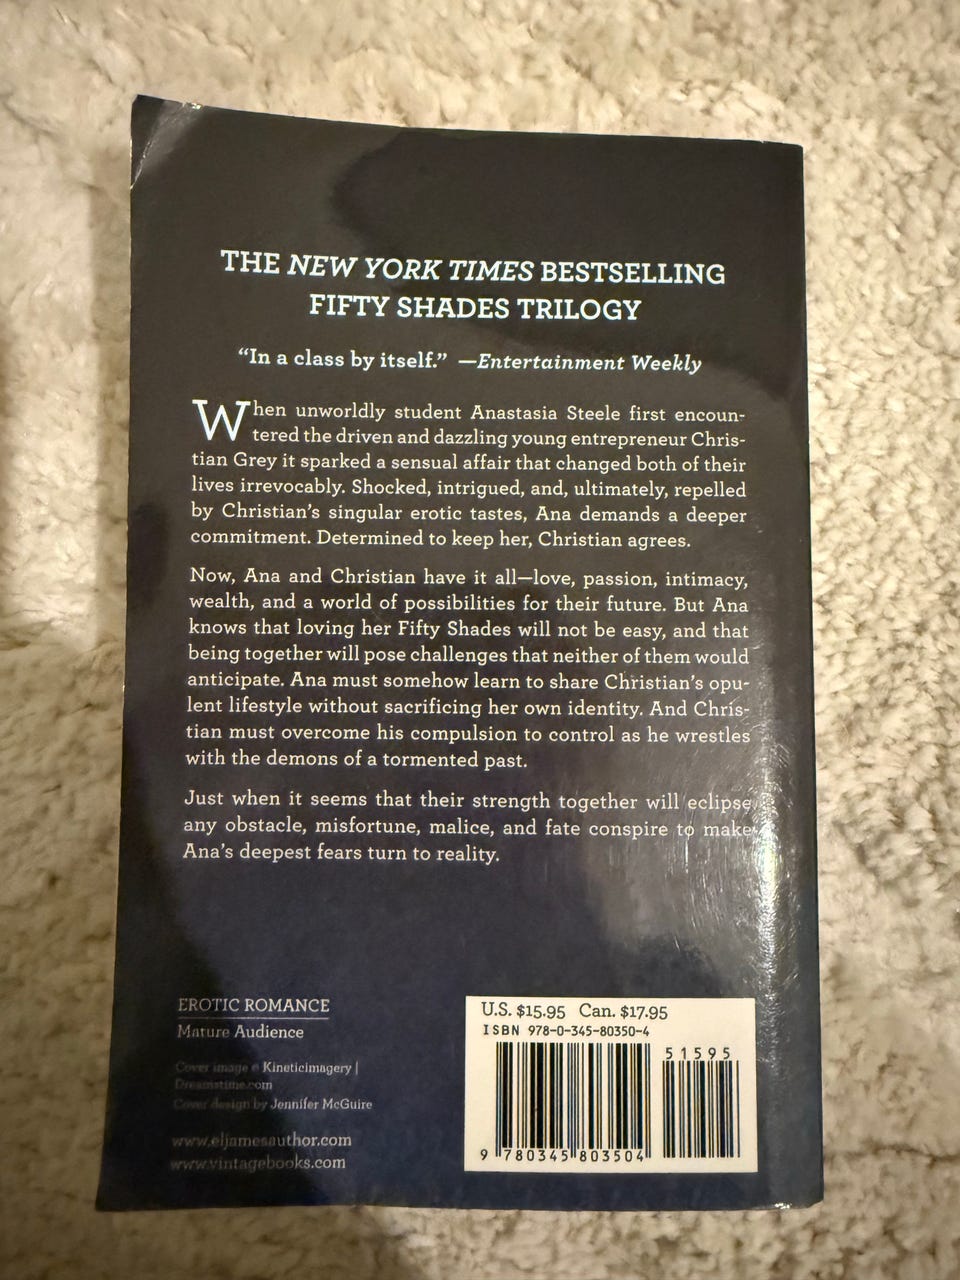 THE NEW YORK TIMES BESTSELLING
FIFTY SHADES TRILOGY
“In a class by itself.” —Entertainment Weekly
When unworldly student Anastasia Steele first encoun-
tered the driven and dazzling young entrepreneur Chris-
tian Grey it sparked a sensual affair that changed both of their
lives irrevocably. Shocked, intrigued, and, ultimately, repelled
by Christian’s singular erotic tastes, Ana demands a deeper
commitment. Determined to keep her, Christian agrees.
Now, Ana and Christian have it all—love, passion, intimacy,
wealth, and a world of possibilities for their future. But Ana
knows that loving her Fifty Shades will not be easy, and that
being together will pose challenges that neither of them would
anticipate. Ana must somehow learn to share Christian’s opu-
lent lifestyle without sacrificing her own identity. And Chris-
tian must overcome his compulsion to control as he wrestles
with the demons of a tormented past.
Just when it seems that their strength together will eclipse
any obstacle, misfortune, malice, and fate conspire to make
Ana’s deepest fears turn to reality.
EROTIC ROMANCE
Mature Audience
Cover image © Kineticimagery |
Dreamstime.com
Cover design by Jennifer McGuire
www.eljamesauthor.com
www.vintagebooks.com
U.S. $15.95 Can. $17.95
ISBN 978-0-345-80350-4
51595
9 780345 803504